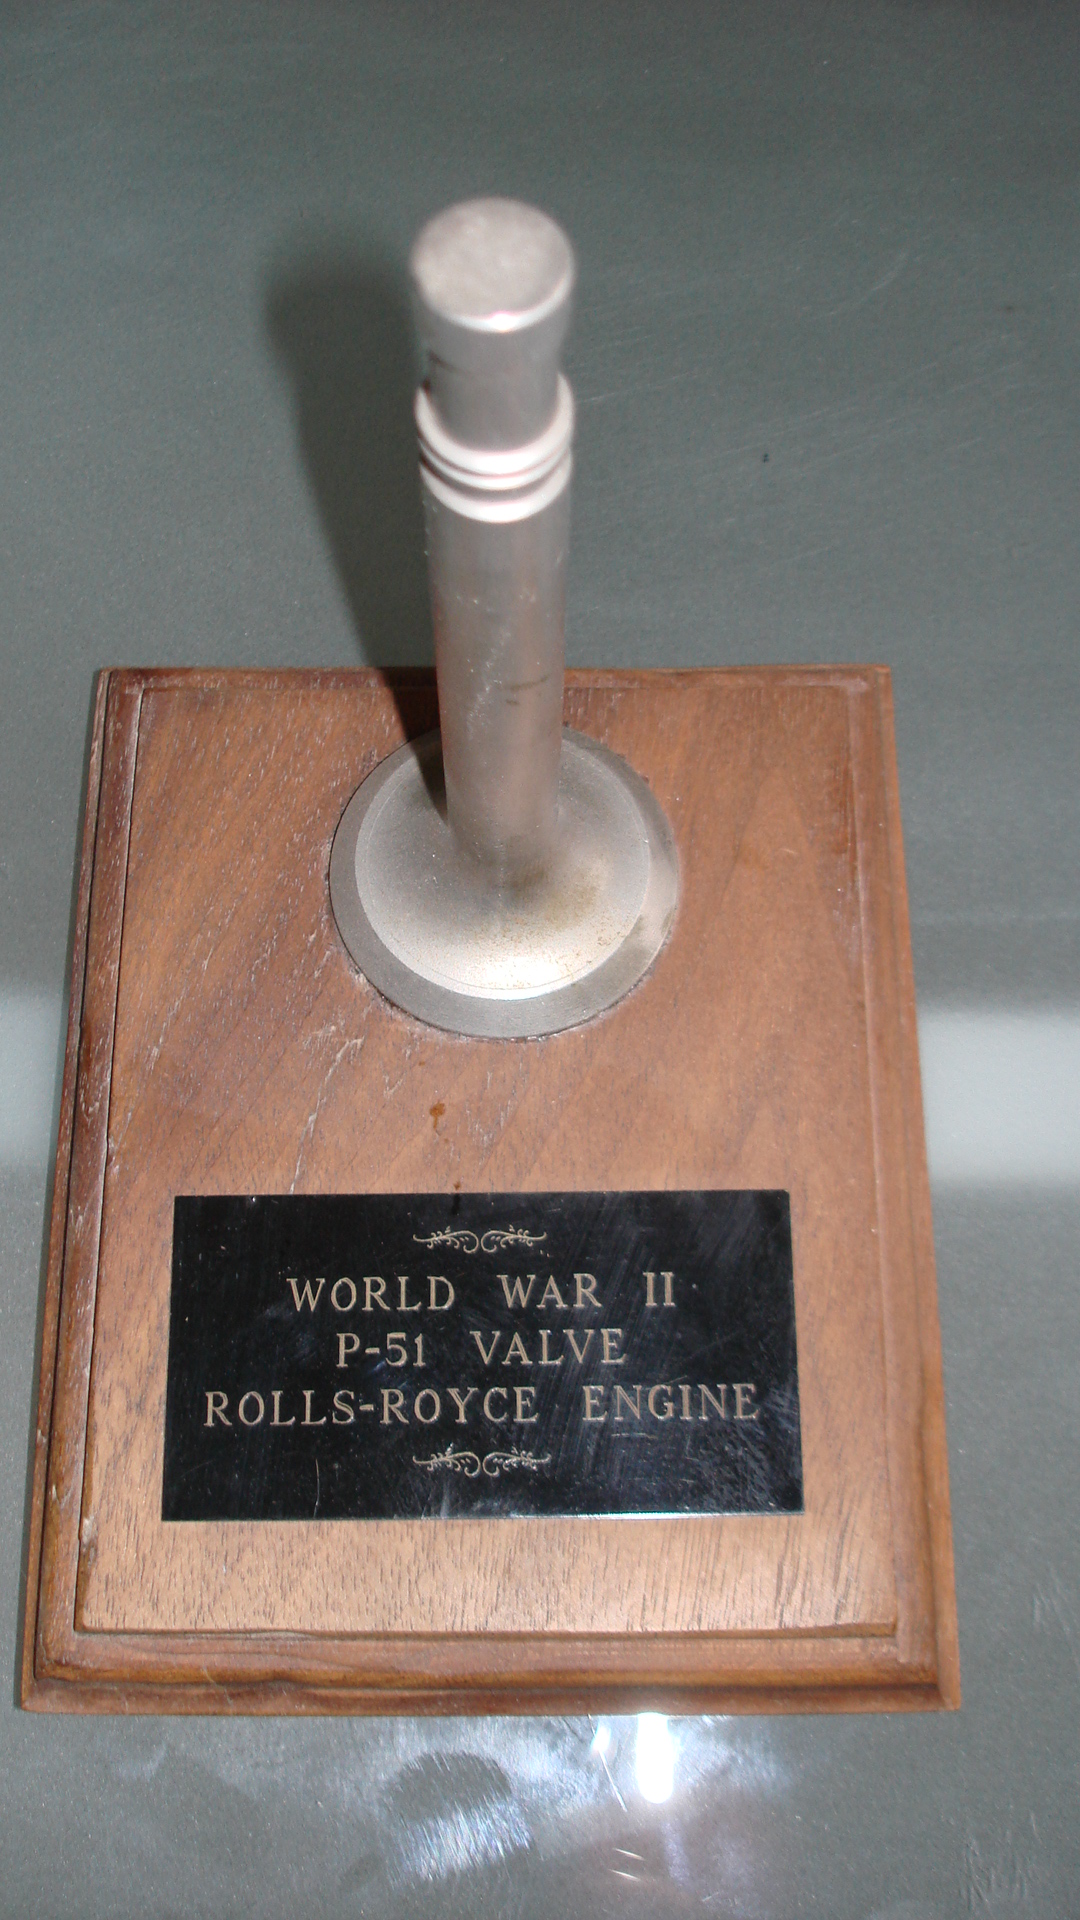 WORLD WAR II
P-51 VALVE
ROLLS-ROYCE ENGINE